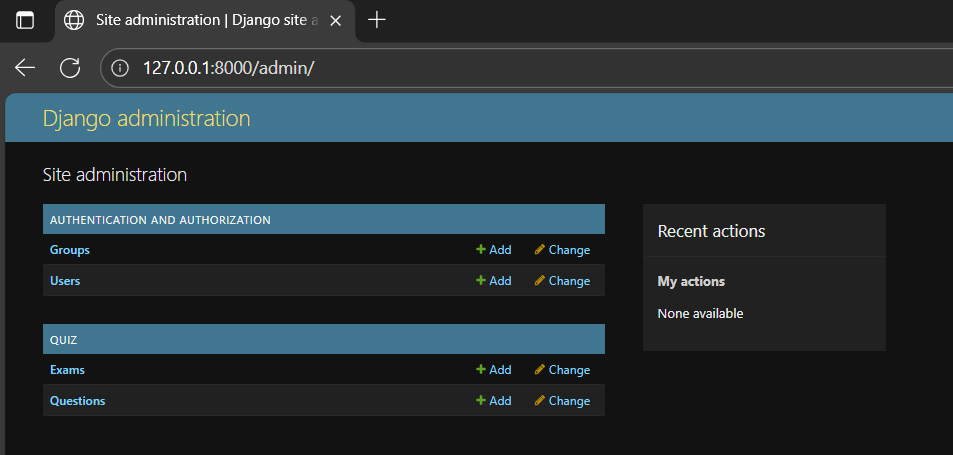 Site administration | Django site a
127.0.0.1:8000/admin/
Django administration
Site administration
AUTHENTICATION AND AUTHORIZATION
Groups Add Change
Users Add Change
QUIZ
Exams Add Change
Questions Add Change
Recent actions
My actions
None available